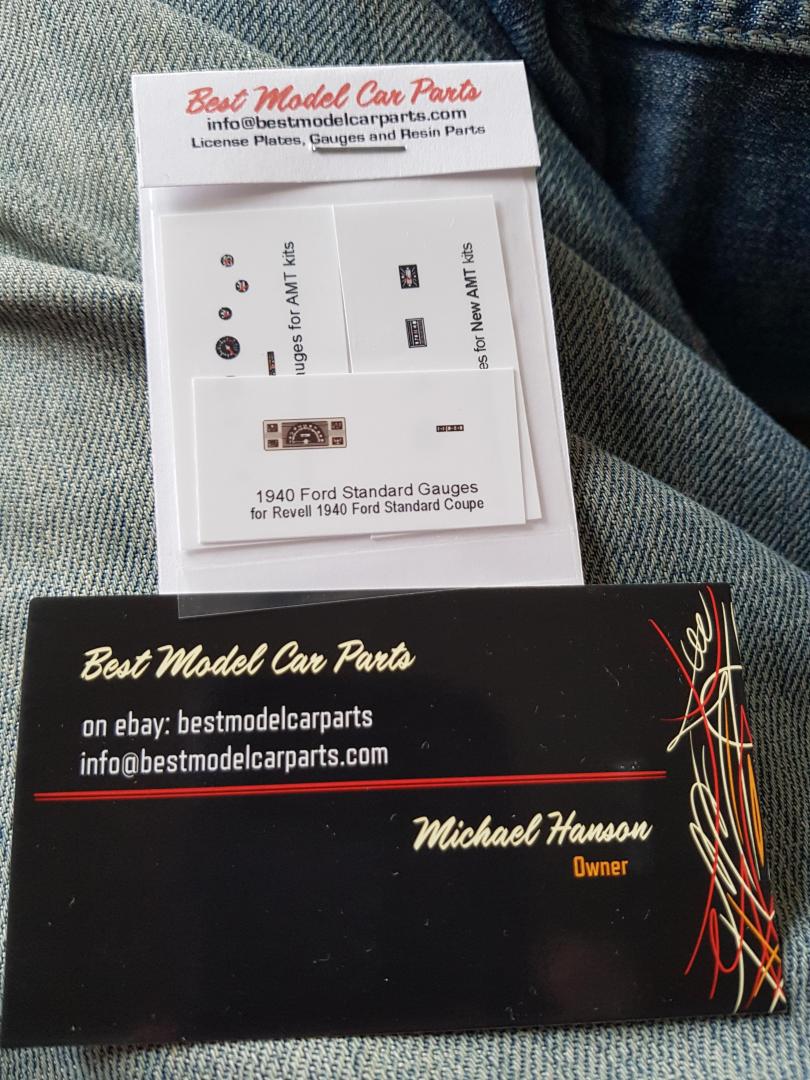 Best Model Car Parts
info@bestmodelcarparts.com
License Plates, Gauges and Resin Parts
for AMT kits
for New AMT kits
1940 Ford Standard Gauges
for Revell 1940 Ford Standard Coupe
Best Model Car Parts
on ebay: bestmodelcarparts
info@bestmodelcarparts.com
Michael Hanson
Owner